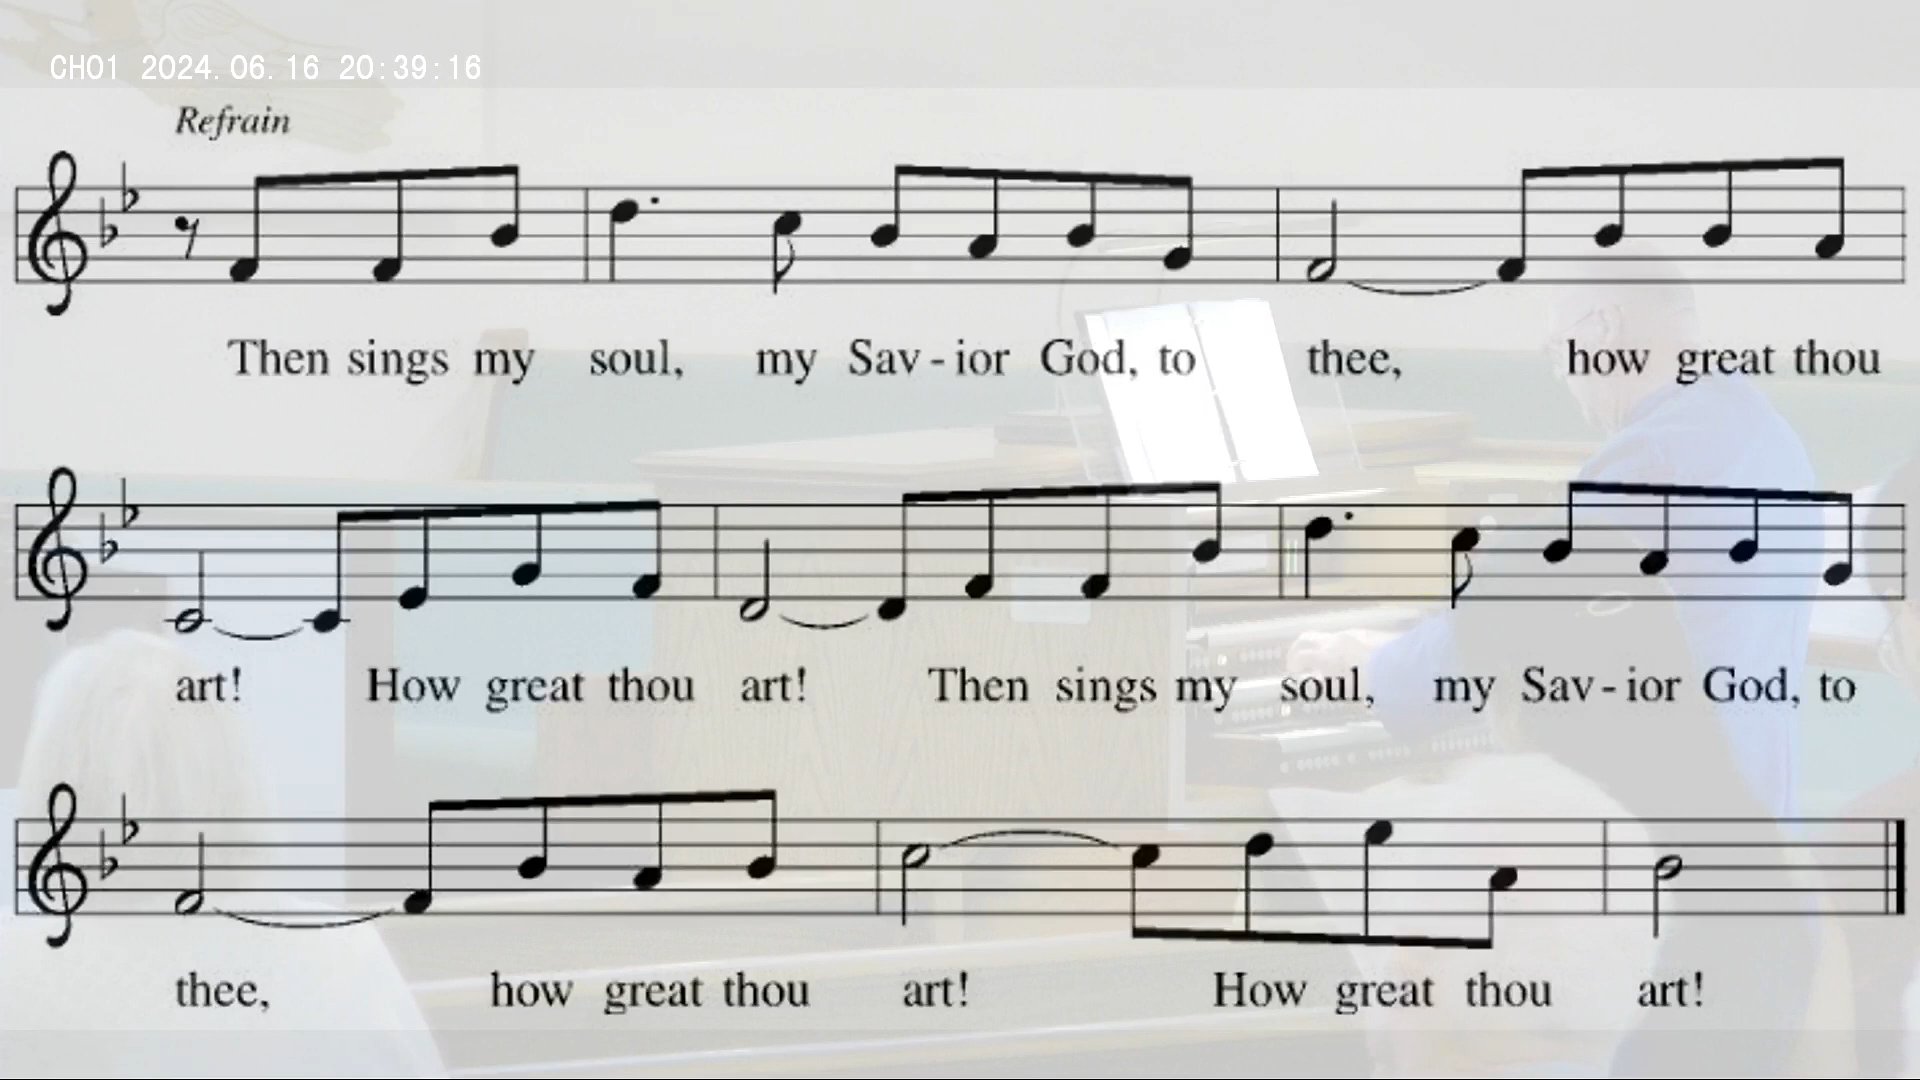 CH01 2024.06.16 20:39:16
Refrain
Then sings my soul, my Sav - ior God, to thee, how great thou
art! How great thou art! Then sings my soul, my Sav - ior God, to
thee, how great thou art! How great thou art!